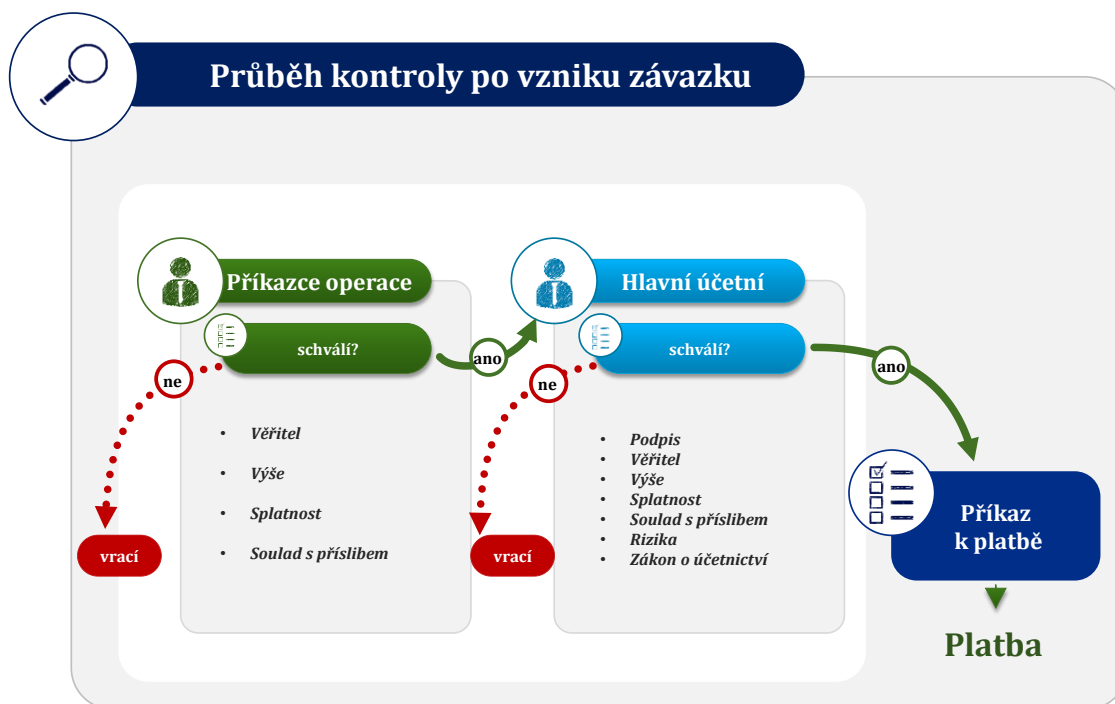 Průběh kontroly po vzniku závazku
Příkazce operace
schválí?
ano
ne
• Věřitel
• Výše
• Splatnost
• Soulad s příslibem
vrací
Hlavní účetní
schválí?
ano
ne
• Podpis
• Věřitel
• Výše
• Splatnost
• Soulad s příslibem
• Rizika
• Zákon o účetnictví
vrací
Příkaz
k platbě
Platba